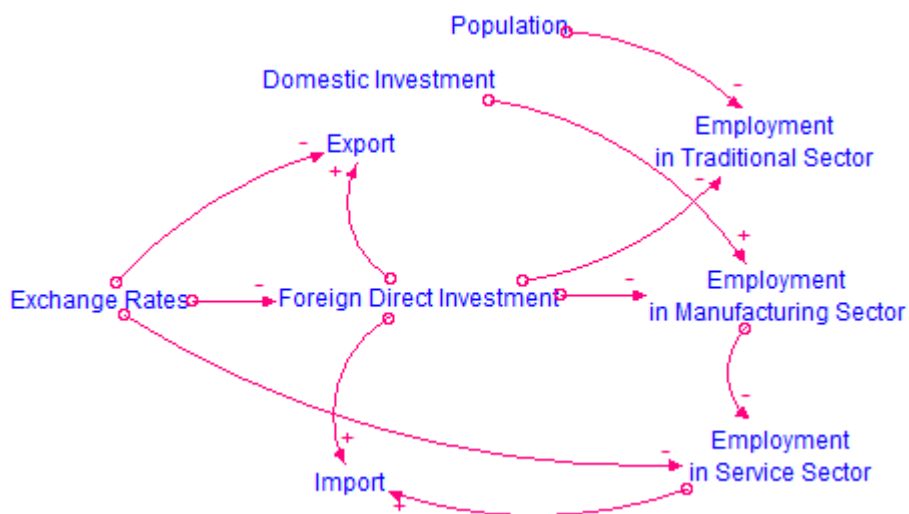 Population
-
Domestic Investment
-
Employment
in Traditional Sector
- Export
+
-
+
Exchange Rates
-
Foreign Direct Investment
-
Employment
in Manufacturing Sector
-
+
-
Employment
in Service Sector
Import
+